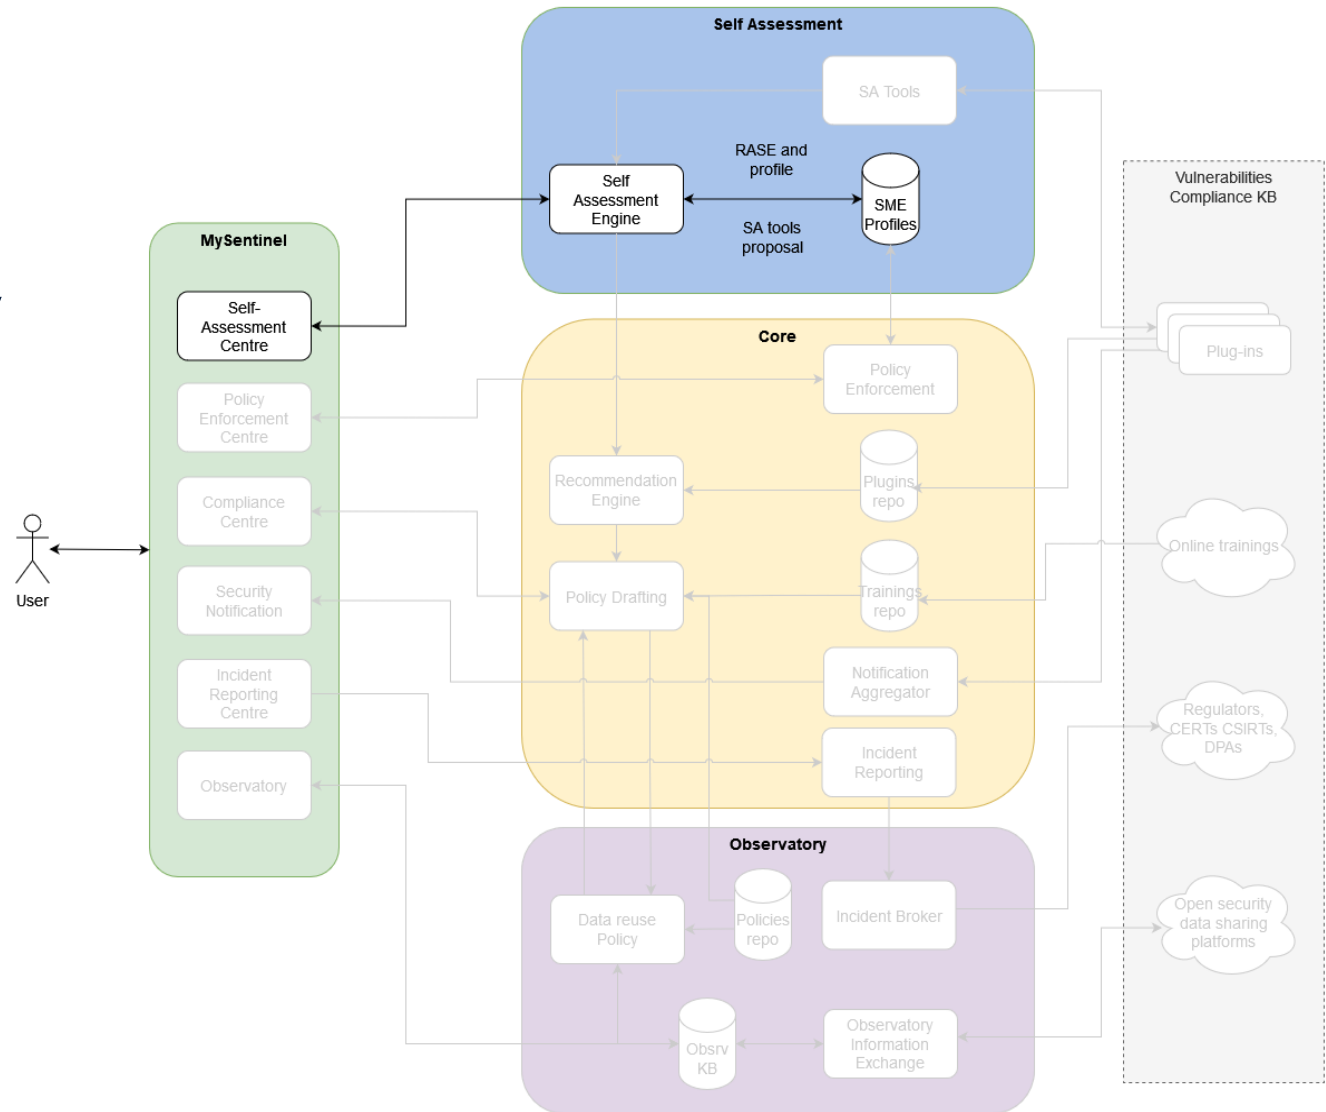 Self Assessment
SA Tools
RASE and
profile
Self
Assessment
Engine
SME
Profiles
SA tools
proposal
Vulnerabilities
Compliance KB
MySentinel
Self-
Assessment
Centre
Policy
Enforcement
Centre
Compliance
Centre
Security
Notification
Incident
Reporting
Centre
Observatory
User
Core
Policy
Enforcement
Recommendation
Engine
Plugins
repo
Policy Drafting
Trainings
repo
Notification
Aggregator
Incident
Reporting
Plug-ins
Online trainings
Regulators,
CERTs CSIRTs,
DPAs
Open security
data sharing
platforms
Observatory
Data reuse
Policy
Policies
repo
Incident Broker
Obsrv
KB
Observatory
Information
Exchange